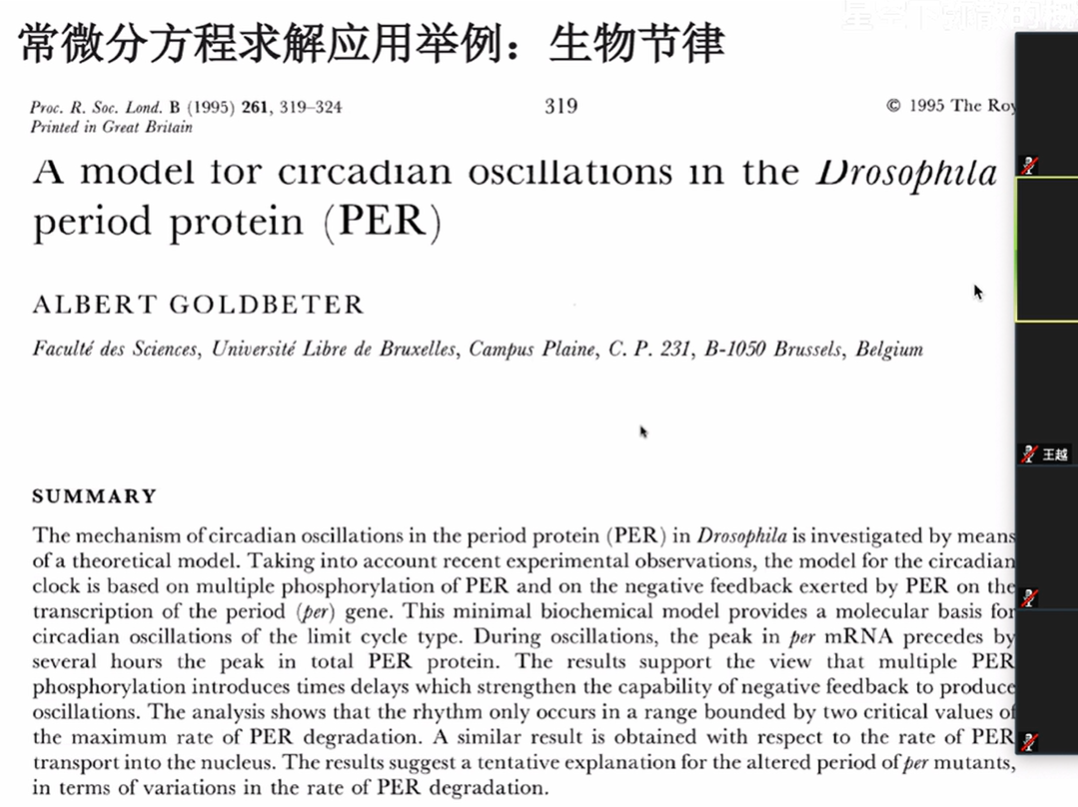 常微分方程求解应用举例：生物节律
Proc. R. Soc. Lond. B (1995) 261, 319–324
319
© 1995 The Roy
Printed in Great Britain
A model for circadian oscillations in the Drosophila
period protein (PER)
ALBERT GOLDBETER
Faculté des Sciences, Université Libre de Bruxelles, Campus Plaine, C. P. 231, B-1050 Brussels, Belgium
王越
SUMMARY
The mechanism of circadian oscillations in the period protein (PER) in Drosophila is investigated by means
of a theoretical model. Taking into account recent experimental observations, the model for the circadian
clock is based on multiple phosphorylation of PER and on the negative feedback exerted by PER on the
transcription of the period (per) gene. This minimal biochemical model provides a molecular basis for
circadian oscillations of the limit cycle type. During oscillations, the peak in per mRNA precedes by
several hours the peak in total PER protein. The results support the view that multiple PER
phosphorylation introduces times delays which strengthen the capability of negative feedback to produce
oscillations. The analysis shows that the rhythm only occurs in a range bounded by two critical values of
the maximum rate of PER degradation. A similar result is obtained with respect to the rate of PER
transport into the nucleus. The results suggest a tentative explanation for the altered period of per mutants,
in terms of variations in the rate of PER degradation.